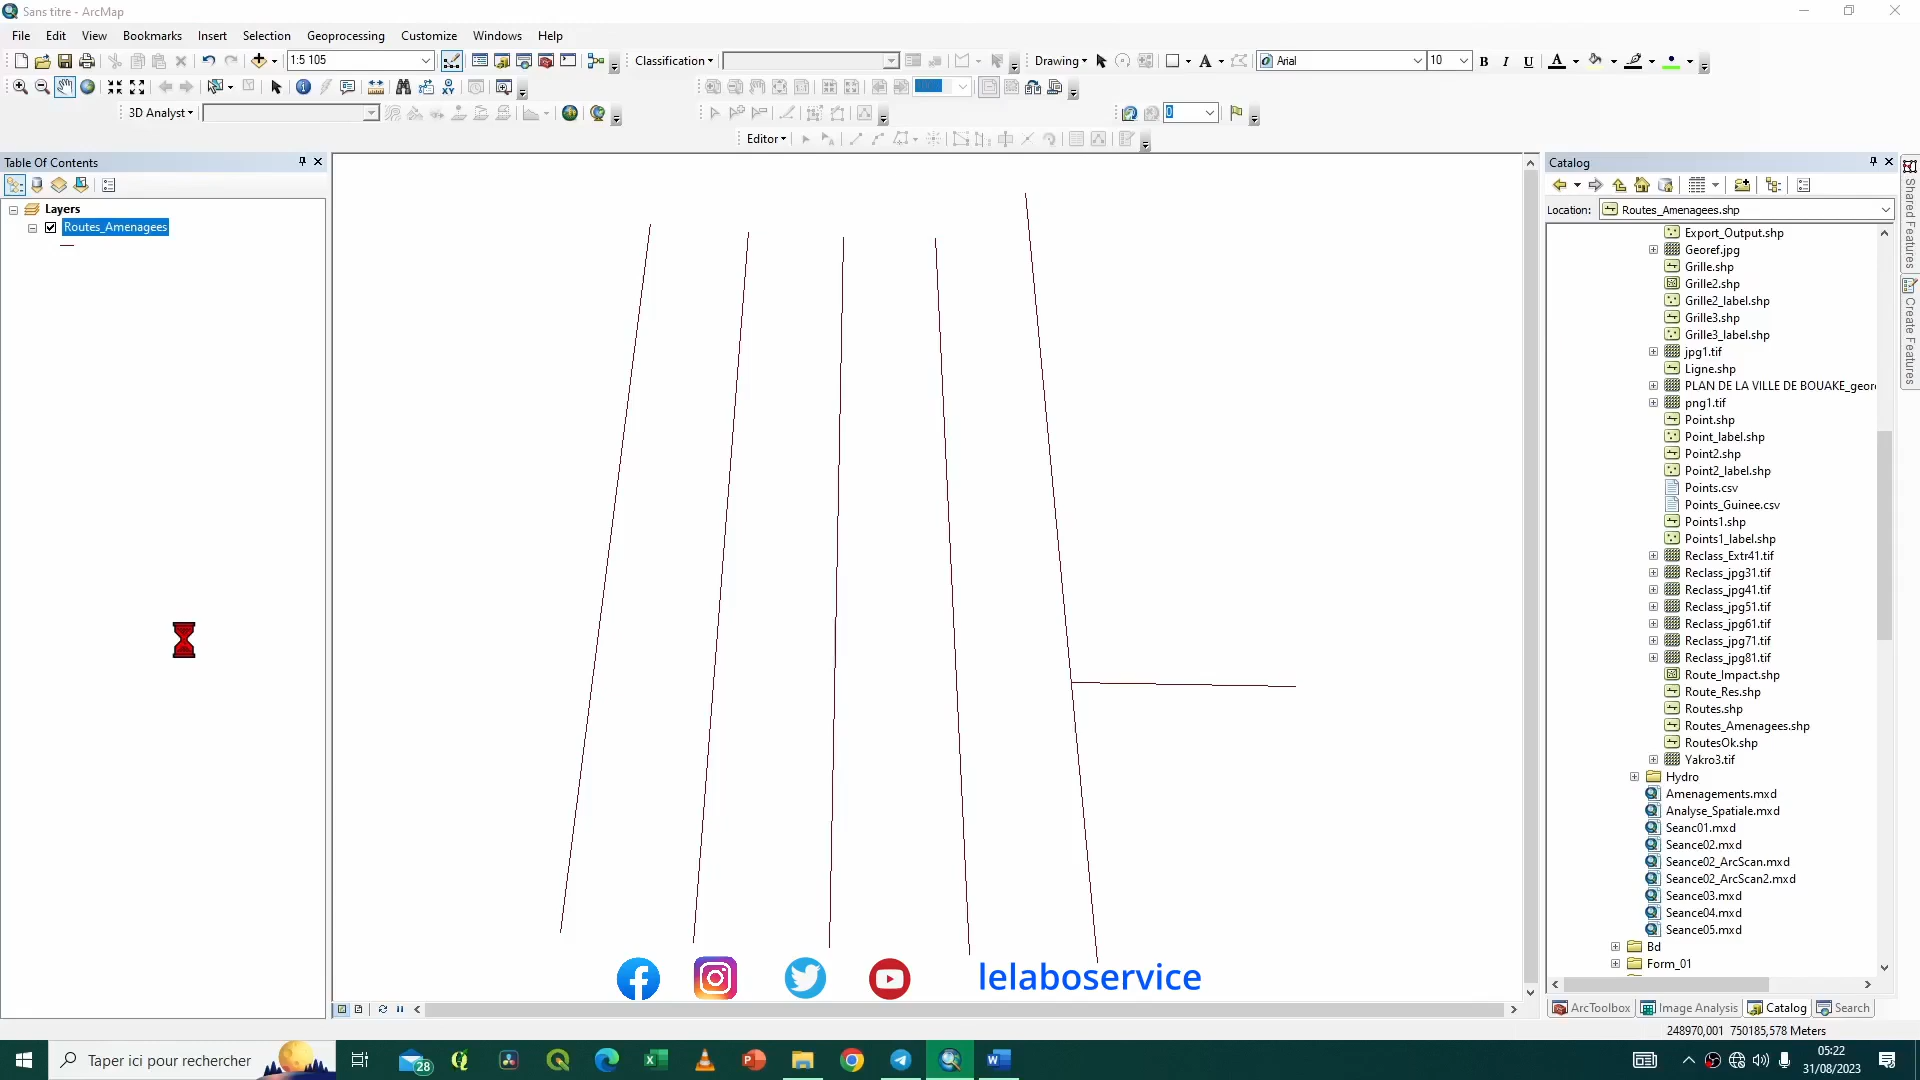 Sans titre - ArcMap
File Edit View Bookmarks Insert Selection Geoprocessing Customize Windows Help
1:5 105 Classification Drawing Arial 10 B I U A
3D Analyst 0
Editor
Table Of Contents
Layers
Routes_Amenagees
Catalog
Location: Routes_Amenagees.shp
Export_Output.shp
Georef.jpg
Grille.shp
Grille2.shp
Grille2_label.shp
Grille3.shp
Grille3_label.shp
jpg1.tif
Ligne.shp
PLAN DE LA VILLE DE BOUAKE_geor
png1.tif
Point.shp
Point_label.shp
Point2.shp
Point2_label.shp
Points.csv
Points_Guinee.csv
Points1.shp
Points1_label.shp
Reclass_Extr41.tif
Reclass_jpg31.tif
Reclass_jpg41.tif
Reclass_jpg51.tif
Reclass_jpg61.tif
Reclass_jpg71.tif
Reclass_jpg81.tif
Route_Impact.shp
Route_Res.shp
Routes.shp
Routes_Amenagees.shp
RoutesOk.shp
Yakro3.tif
Hydro
Amenagements.mxd
Analyse_Spatiale.mxd
Seanc01.mxd
Seance02.mxd
Seance02_ArcScan.mxd
Seance02_ArcScan2.mxd
Seance03.mxd
Seance04.mxd
Seance05.mxd
Bd
Form_01
Shared Features
Create Features
lelaboservice
ArcToolbox Image Analysis Catalog Search
248970,001 750185,578 Meters
Taper ici pour rechercher
28
05:22
31/08/2023